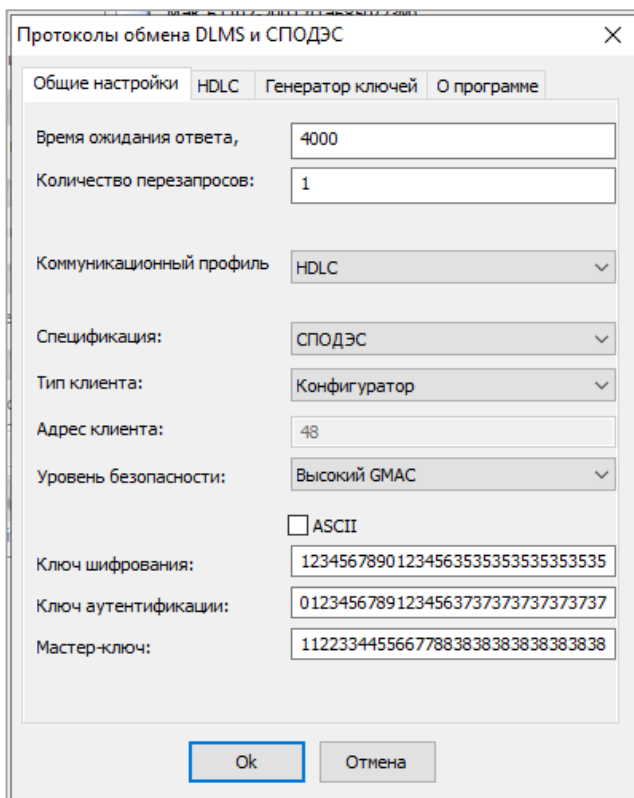 Протоколы обмена DLMS и СПОДЭС
Общие настройки HDLC Генератор ключей О программе
Время ожидания ответа, 4000
Количество перезапросов: 1
Коммуникационный профиль HDLC
Спецификация: СПОДЭС
Тип клиента: Конфигуратор
Адрес клиента: 48
Уровень безопасности: Высокий GMAC
ASCII
Ключ шифрования: 12345678901234563535353535353535
Ключ аутентификации: 01234567891234563737373737373737
Мастер-ключ: 11223344556677883838383838383838
Ok Отмена